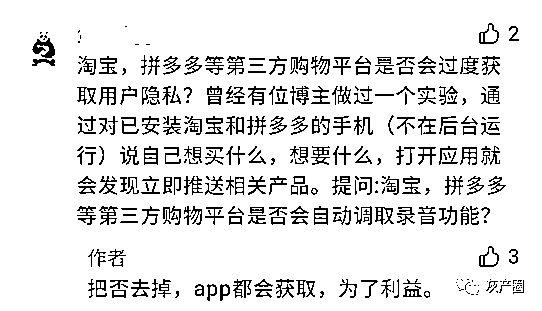 2
淘宝，拼多多等第三方购物平台是否会过度获
取用户隐私？曾经有位博主做过一个实验，通
过对已安装淘宝和拼多多的手机（不在后台运
行）说自己想买什么，想要什么，打开应用就
会发现立即推送相关产品。提问:淘宝，拼多多
等第三方购物平台是否会自动调取录音功能？
作者
3
把否去掉，app都会获取，为了利益。
灰产圈